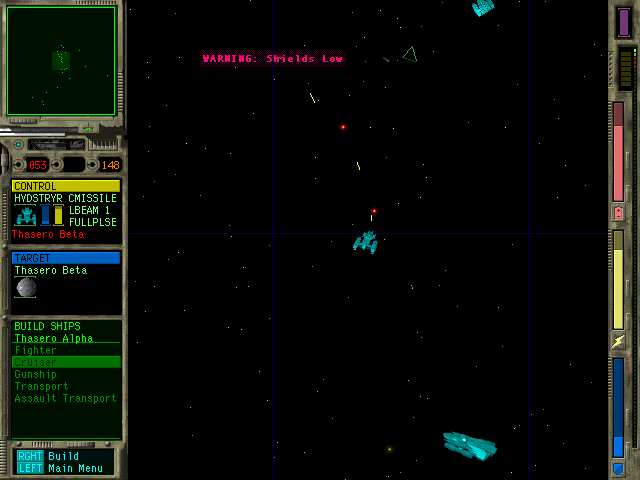 WARNING: Shields Low
053 148
CONTROL
HVDSTRYR CMISSILE
LBEAM 1
FULLPLSE
Thasero Beta
TARGET
Thasero Beta
BUILD SHIPS
Thasero Alpha
Fighter
Cruiser
Gunship
Transport
Assault Transport
RGHT Build
LEFT Main Menu